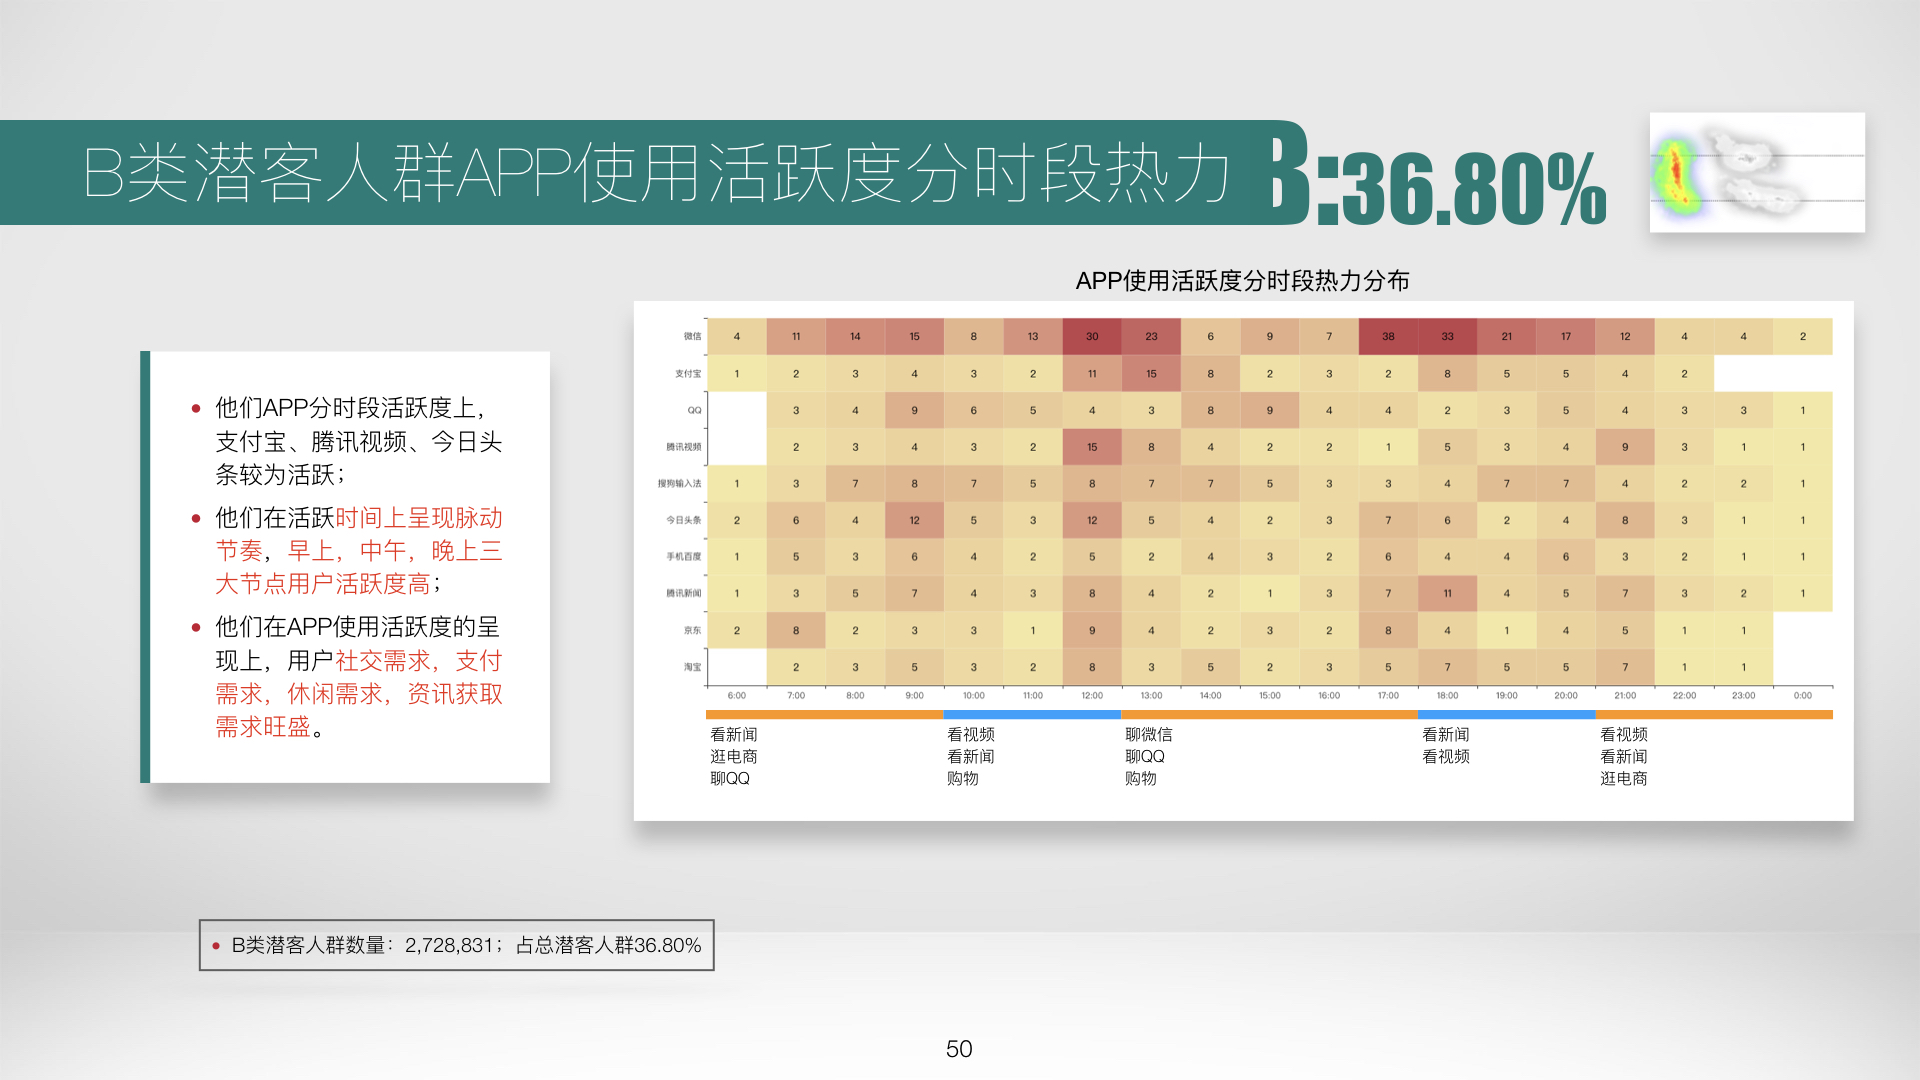 B类潜客人群APP使用活跃度分时段热力
B:36.80%
他们APP分时段活跃度上，
支付宝、腾讯视频、今日头
条较为活跃；
他们在活跃时间上呈现脉动
节奏，早上，中午，晚上三
大节点用户活跃度高；
他们在APP使用活跃度的呈
现上，用户社交需求，支付
需求，休闲需求，资讯获取
需求旺盛。
APP使用活跃度分时段热力分布
微信 4 11 14 15 8 13 30 23 6 9 7 38 33 21 17 12 4 4 2
支付宝 1 2 3 4 3 2 11 15 8 2 3 2 8 5 5 4 2
QQ 3 4 9 6 5 4 3 8 9 4 4 2 3 5 4 3 3 1
腾讯视频 2 3 4 3 2 15 8 4 2 2 1 5 3 4 9 3 1 1
搜狗输入法 1 3 7 8 7 5 8 7 7 5 3 3 4 7 7 4 2 2 1
今日头条 2 6 4 12 5 3 12 5 4 2 3 7 6 2 4 8 3 1 1
手机百度 1 5 3 6 4 2 5 2 4 3 2 6 4 4 6 3 2 1 1
腾讯新闻 1 3 5 7 4 3 8 4 2 1 3 7 11 4 5 7 3 2 1
京东 2 8 2 3 3 1 9 4 2 3 2 8 4 1 4 5 1 1
淘宝 2 3 5 3 2 8 3 5 2 3 5 7 5 5 7 1 1
6:00 7:00 8:00 9:00 10:00 11:00 12:00 13:00 14:00 15:00 16:00 17:00 18:00 19:00 20:00 21:00 22:00 23:00 0:00
看新闻
逛电商
聊QQ
看视频
看新闻
购物
聊微信
聊QQ
购物
看新闻
看视频
看视频
看新闻
逛电商
B类潜客人群数量：2,728,831；占总潜客人群36.80%
50